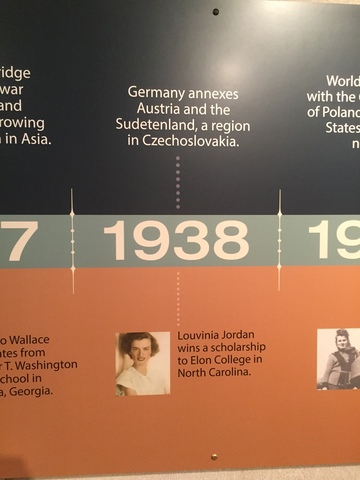 ridge
war
and
rowing
in Asia.
Germany annexes
Austria and the
Sudetenland, a region
in Czechoslovakia.
World
with the
of Polan
States
n
7
1938
19
o Wallace
ates from
r T. Washington
chool in
a, Georgia.
Louvinia Jordan
wins a scholarship
to Elon College in
North Carolina.